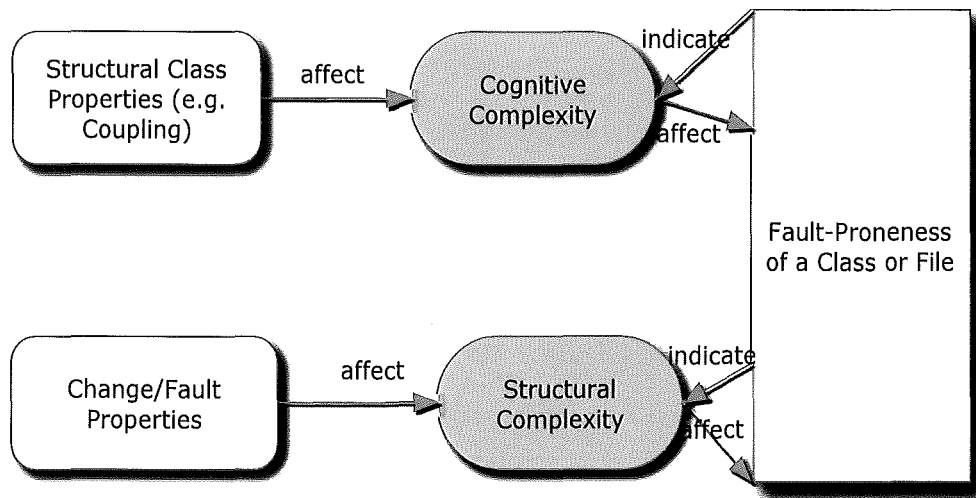 Structural Class
Properties (e.g.
Coupling)
affect
Cognitive
Complexity
indicate
affect
Fault-Proneness
of a Class or File
Change/Fault
Properties
affect
Structural
Complexity
indicate
affect